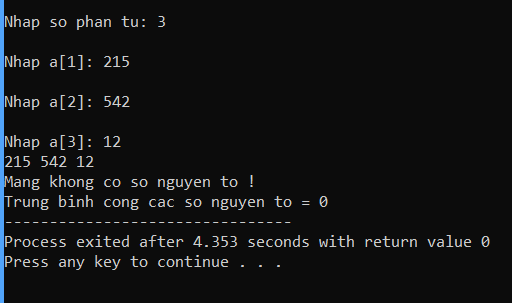 Nhap so phan tu: 3
Nhap a[1]: 215
Nhap a[2]: 542
Nhap a[3]: 12
215 542 12
Mang khong co so nguyen to !
Trung binh cong cac so nguyen to = 0
--------------------------------
Process exited after 4.353 seconds with return value 0
Press any key to continue . . .